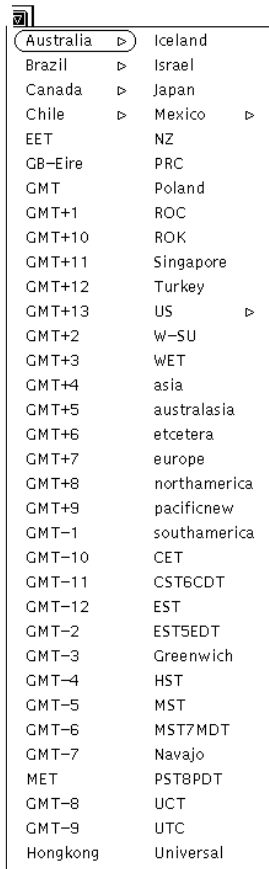 Australia
Brazil
Canada
Chile
EET
GB-Eire
GMT
GMT+1
GMT+10
GMT+11
GMT+12
GMT+13
GMT+2
GMT+3
GMT+4
GMT+5
GMT+6
GMT+7
GMT+8
GMT+9
GMT-1
GMT-10
GMT-11
GMT-12
GMT-2
GMT-3
GMT-4
GMT-5
GMT-6
GMT-7
MET
GMT-8
GMT-9
Hongkong
Iceland
Israel
Japan
Mexico
NZ
PRC
Poland
ROC
ROK
Singapore
Turkey
US
W-SU
WET
asia
australasia
etcetera
europe
northamerica
pacificnew
southamerica
CET
CST6CDT
EST
EST5EDT
Greenwich
HST
MST
MST7MDT
Navajo
PST8PDT
UCT
UTC
Universal